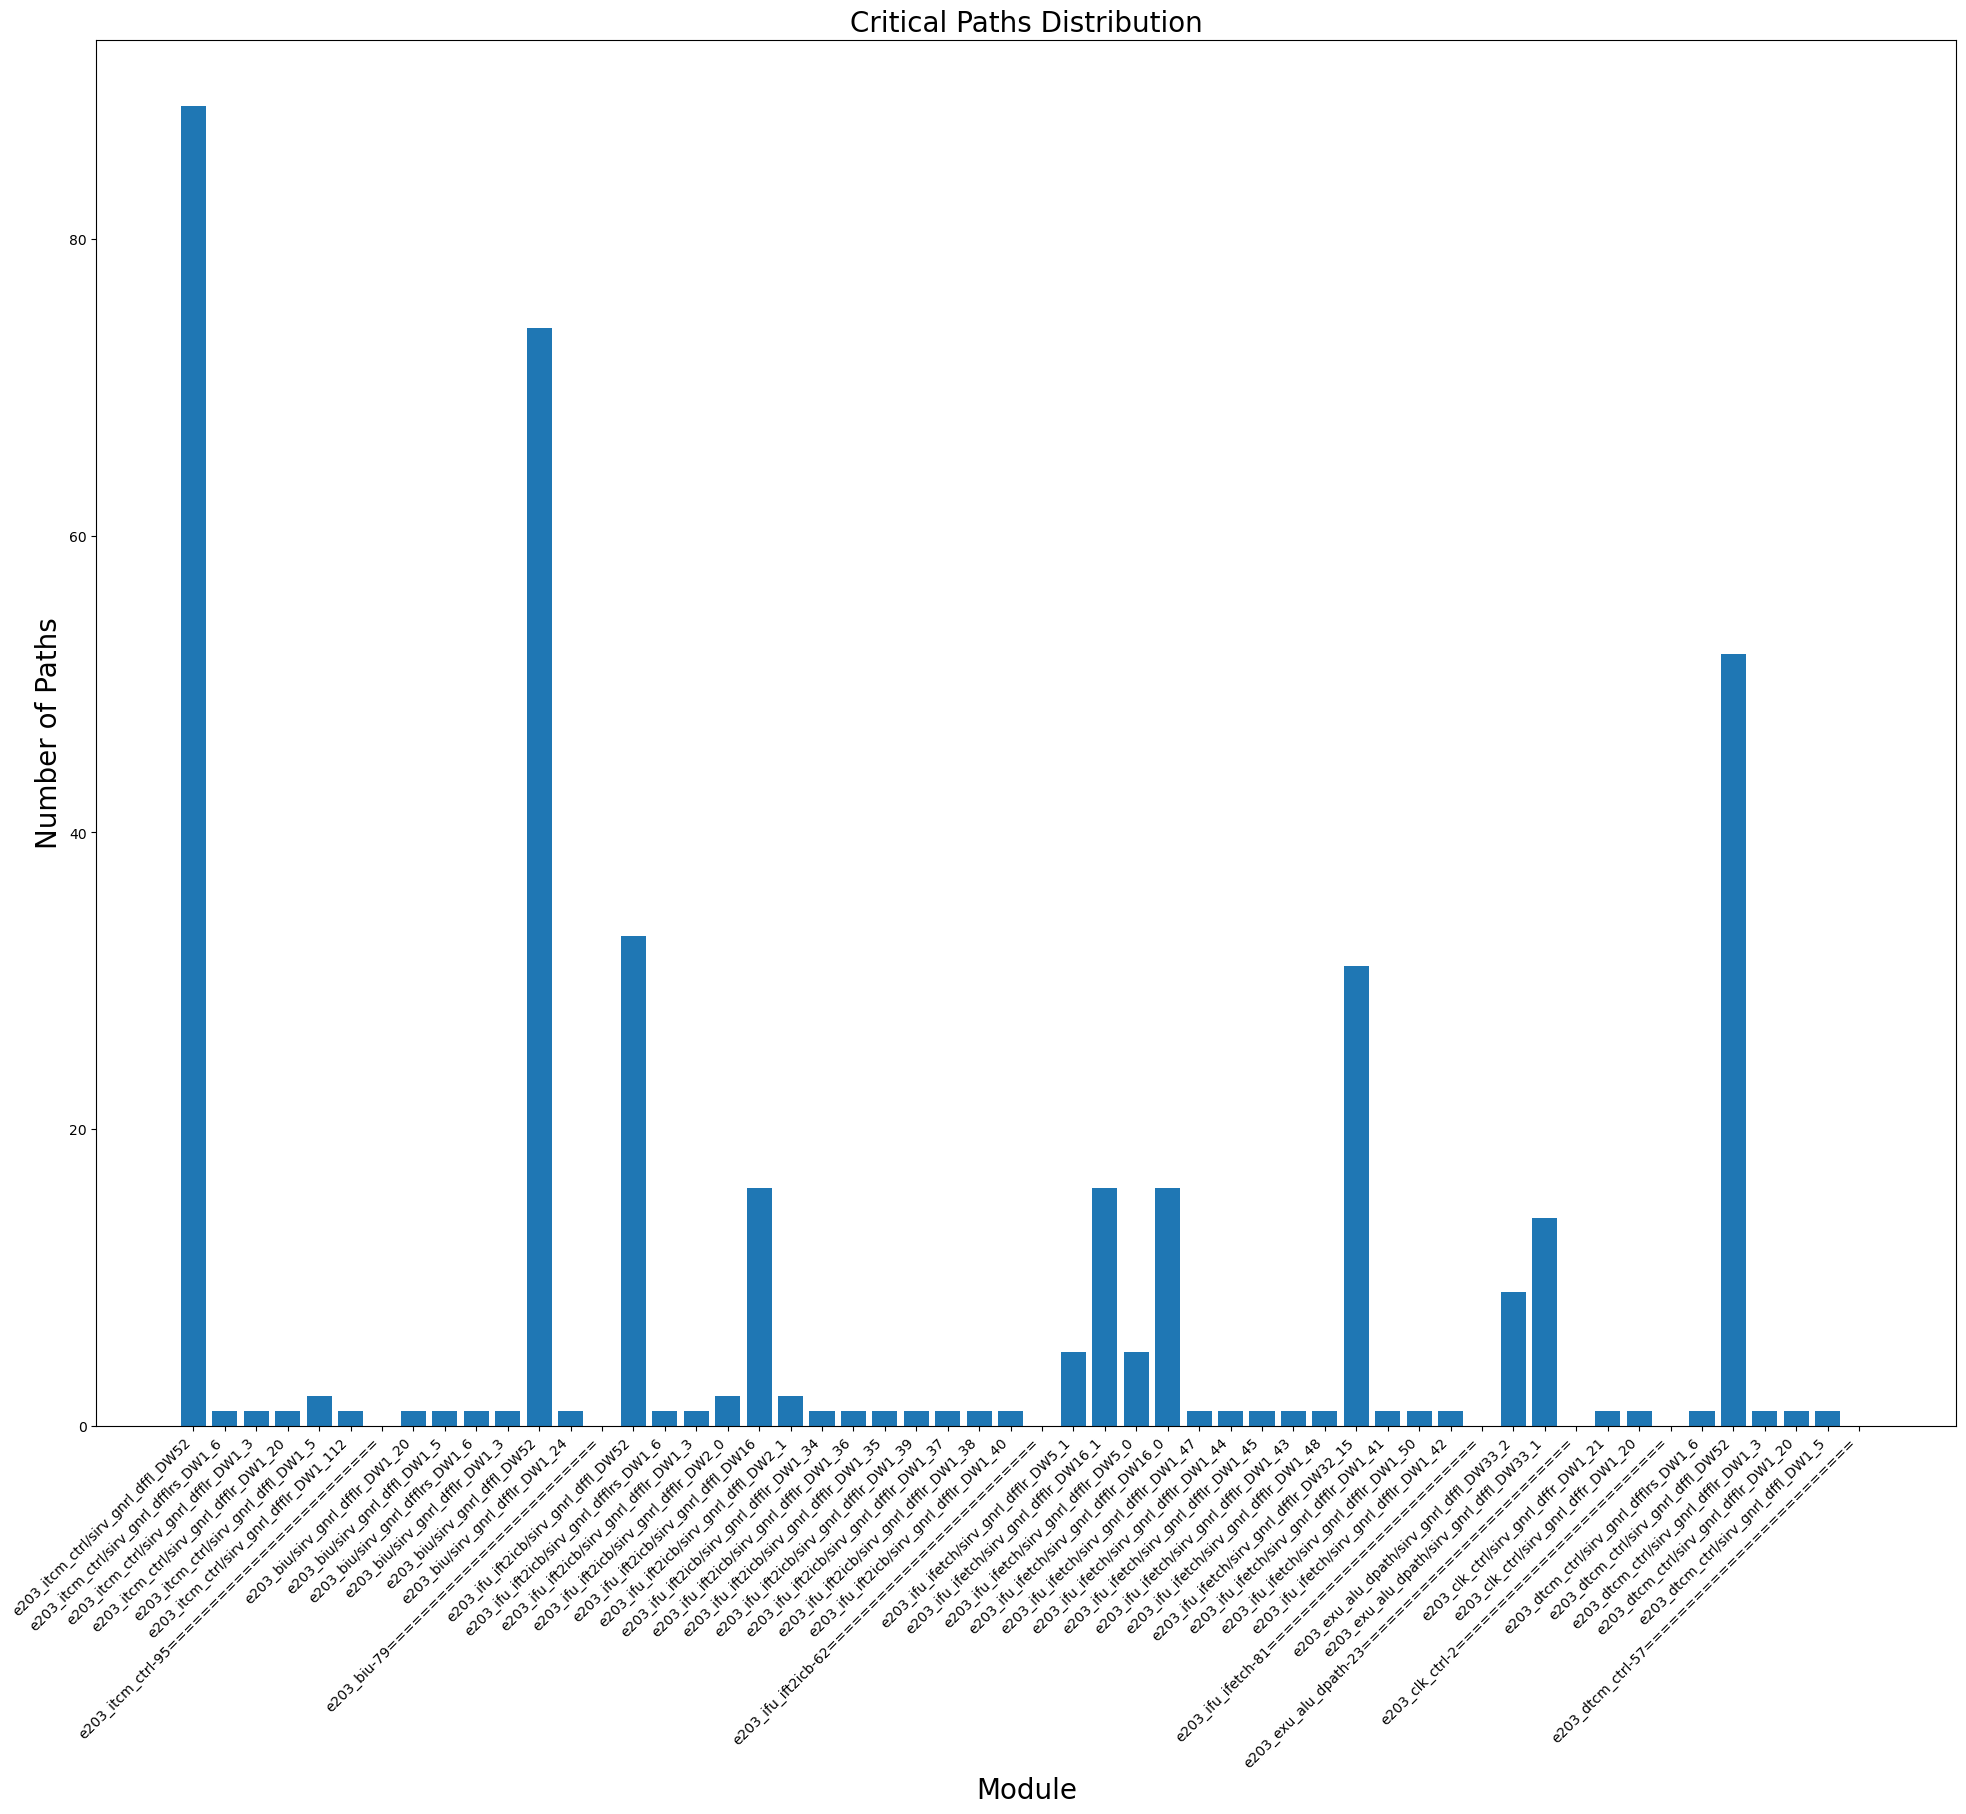 Critical Paths Distribution
Number of Paths
80
60
40
20
0
e203_itcm_ctrl/sirv_gnrl_dffl_DW52
e203_itcm_ctrl/sirv_gnrl_dfflrs_DW1_6
e203_itcm_ctrl/sirv_gnrl_dfflr_DW1_3
e203_itcm_ctrl/sirv_gnrl_dfflr_DW1_20
e203_itcm_ctrl/sirv_gnrl_dffl_DW1_5
e203_itcm_ctrl/sirv_gnrl_dfflr_DW1_112
e203_itcm_ctrl-95====================
e203_biu/sirv_gnrl_dfflr_DW1_20
e203_biu/sirv_gnrl_dffl_DW1_5
e203_biu/sirv_gnrl_dfflrs_DW1_6
e203_biu/sirv_gnrl_dfflr_DW1_3
e203_biu/sirv_gnrl_dffl_DW52
e203_biu/sirv_gnrl_dfflr_DW1_24
e203_biu-79====================
e203_ifu_ift2icb/sirv_gnrl_dffl_DW52
e203_ifu_ift2icb/sirv_gnrl_dfflrs_DW1_6
e203_ifu_ift2icb/sirv_gnrl_dfflr_DW1_3
e203_ifu_ift2icb/sirv_gnrl_dfflr_DW2_0
e203_ifu_ift2icb/sirv_gnrl_dffl_DW16
e203_ifu_ift2icb/sirv_gnrl_dffl_DW2_1
e203_ifu_ift2icb/sirv_gnrl_dfflr_DW1_34
e203_ifu_ift2icb/sirv_gnrl_dfflr_DW1_36
e203_ifu_ift2icb/sirv_gnrl_dfflr_DW1_35
e203_ifu_ift2icb/sirv_gnrl_dfflr_DW1_39
e203_ifu_ift2icb/sirv_gnrl_dfflr_DW1_37
e203_ifu_ift2icb/sirv_gnrl_dfflr_DW1_38
e203_ifu_ift2icb/sirv_gnrl_dfflr_DW1_40
e203_ifu_ift2icb-62====================
e203_ifu_ifetch/sirv_gnrl_dfflr_DW5_1
e203_ifu_ifetch/sirv_gnrl_dfflr_DW16_1
e203_ifu_ifetch/sirv_gnrl_dfflr_DW5_0
e203_ifu_ifetch/sirv_gnrl_dfflr_DW16_0
e203_ifu_ifetch/sirv_gnrl_dfflr_DW1_47
e203_ifu_ifetch/sirv_gnrl_dfflr_DW1_44
e203_ifu_ifetch/sirv_gnrl_dfflr_DW1_45
e203_ifu_ifetch/sirv_gnrl_dfflr_DW1_43
e203_ifu_ifetch/sirv_gnrl_dfflr_DW1_48
e203_ifu_ifetch/sirv_gnrl_dfflr_DW32_15
e203_ifu_ifetch/sirv_gnrl_dfflr_DW1_41
e203_ifu_ifetch/sirv_gnrl_dfflr_DW1_50
e203_ifu_ifetch/sirv_gnrl_dfflr_DW1_42
e203_ifu_ifetch-81====================
e203_exu_alu_dpath/sirv_gnrl_dffl_DW33_2
e203_exu_alu_dpath/sirv_gnrl_dffl_DW33_1
e203_exu_alu_dpath-23====================
e203_clk_ctrl/sirv_gnrl_dffr_DW1_21
e203_clk_ctrl/sirv_gnrl_dffr_DW1_20
e203_clk_ctrl-2====================
e203_dtcm_ctrl/sirv_gnrl_dfflrs_DW1_6
e203_dtcm_ctrl/sirv_gnrl_dffl_DW52
e203_dtcm_ctrl/sirv_gnrl_dfflr_DW1_3
e203_dtcm_ctrl/sirv_gnrl_dfflr_DW1_20
e203_dtcm_ctrl/sirv_gnrl_dffl_DW1_5
e203_dtcm_ctrl-57====================
Module